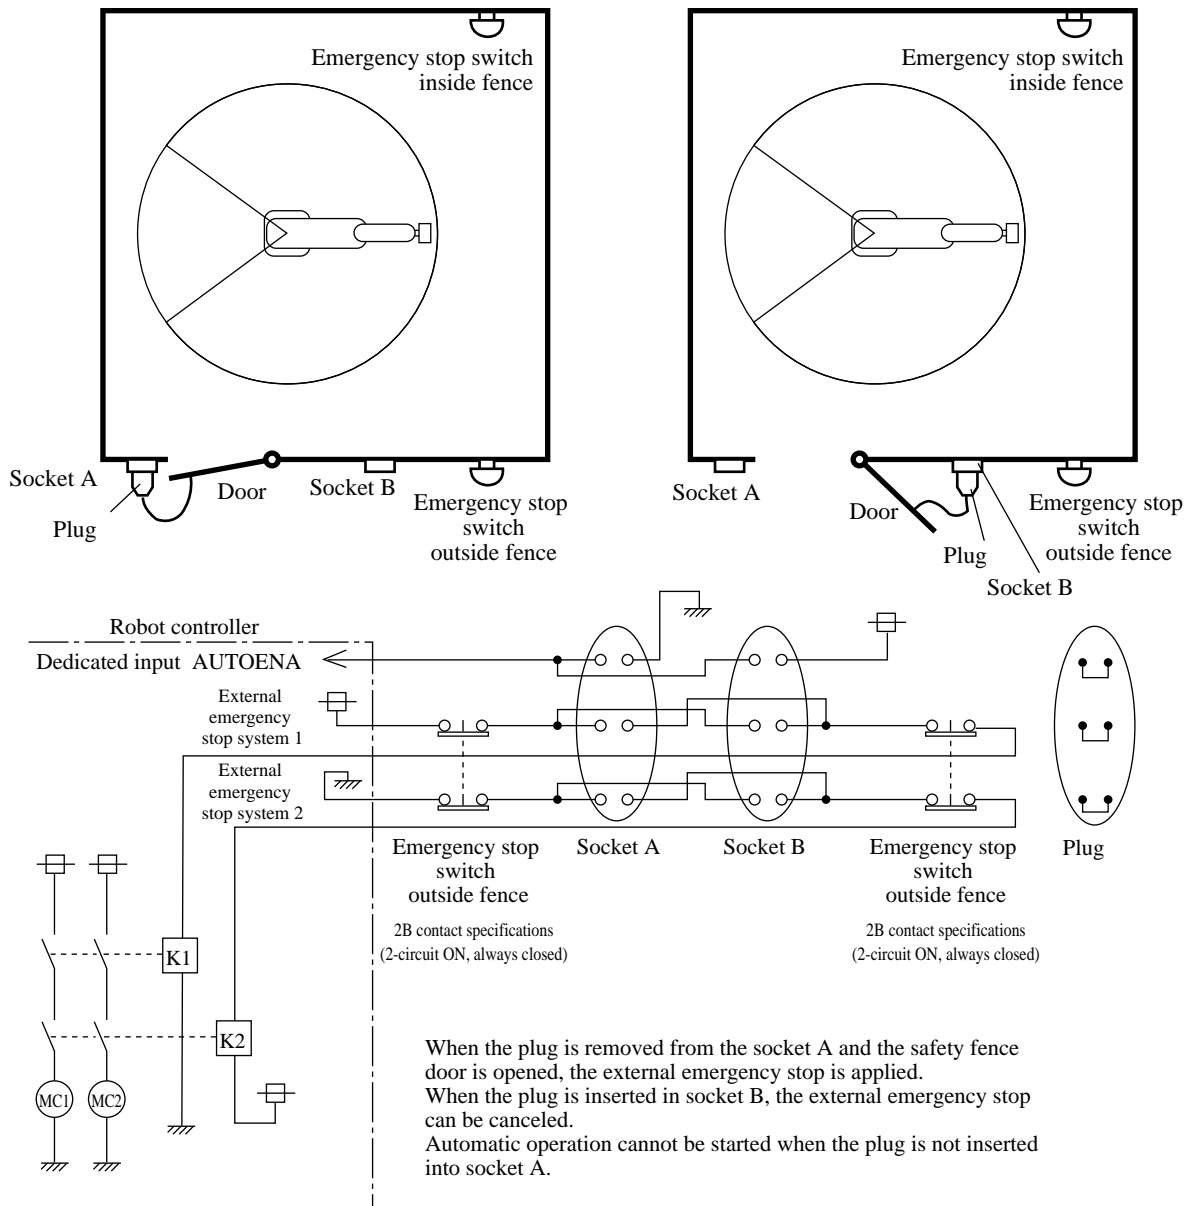 Emergency stop switch
inside fence
Emergency stop switch
inside fence
Socket A
Plug
Door
Socket B
Emergency stop
switch
outside fence
Socket A
Door
Plug
Socket B
Emergency stop
switch
outside fence
Robot controller
Dedicated input AUTOENA
External
emergency
stop system 1
External
emergency
stop system 2
Emergency stop
switch
outside fence
2B contact specifications
(2-circuit ON, always closed)
Socket A
Socket B
Emergency stop
switch
outside fence
2B contact specifications
(2-circuit ON, always closed)
Plug
K1
K2
MC1
MC2
When the plug is removed from the socket A and the safety fence
door is opened, the external emergency stop is applied.
When the plug is inserted in socket B, the external emergency stop
can be canceled.
Automatic operation cannot be started when the plug is not inserted
into socket A.